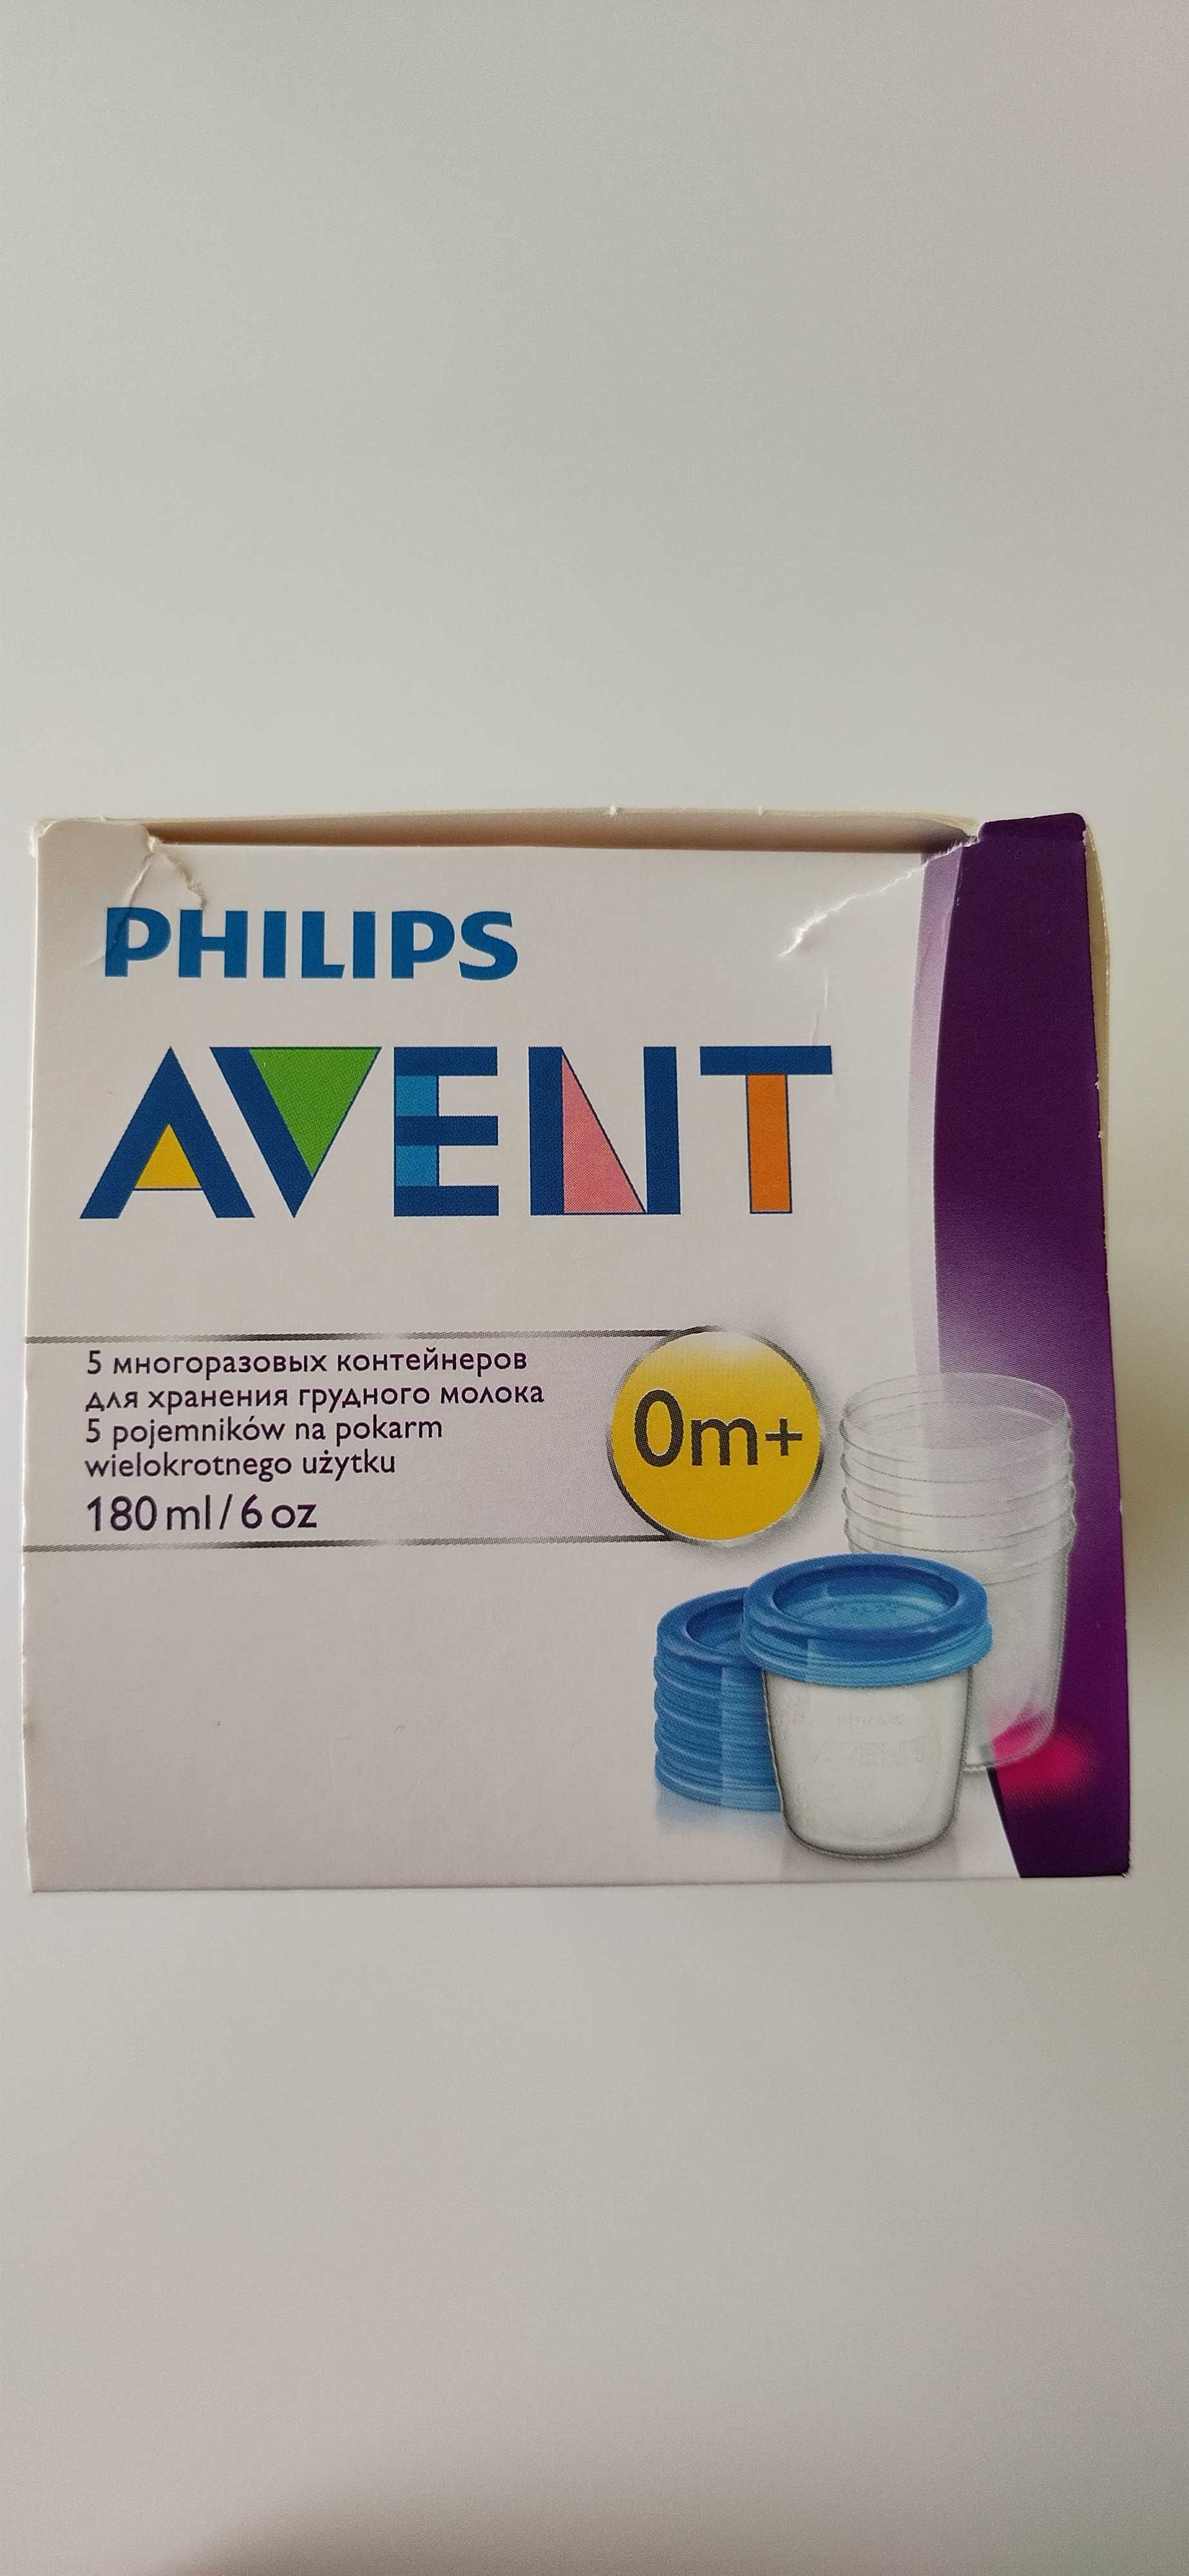 PHILIPS
AVENT
5 многоразовых контейнеров
для хранения грудного молока
5 pojemników na pokarm
wielokrotnego użytku
180 ml / 6 oz
0m+